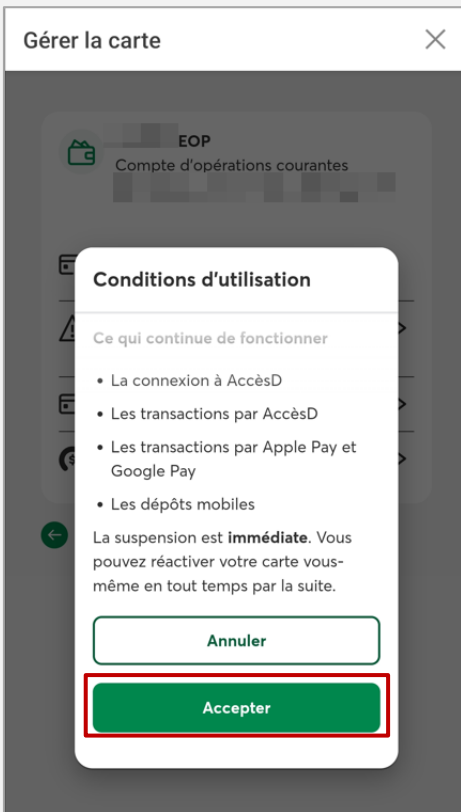 Gérer la carte
EOP
Compte d'opérations courantes
Conditions d'utilisation
Ce qui continue de fonctionner
• La connexion à AccèsD
• Les transactions par AccèsD
• Les transactions par Apple Pay et
Google Pay
• Les dépôts mobiles
La suspension est immédiate. Vous
pouvez réactiver votre carte vous-
même en tout temps par la suite.
Annuler
Accepter